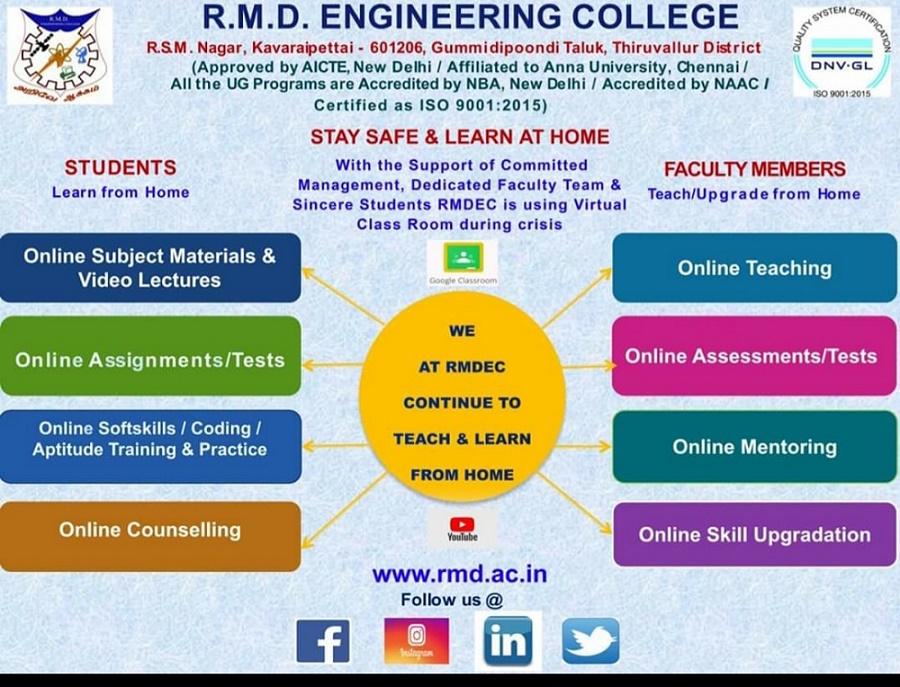 R.M.D. ENGINEERING COLLEGE
R.S.M. Nagar, Kavaraipettai - 601206, Gummidipoondi Taluk, Thiruvallur District
(Approved by AICTE, New Delhi / Affiliated to Anna University, Chennai /
All the UG Programs are Accredited by NBA, New Delhi / Accredited by NAAC /
Certified as ISO 9001:2015)
R.M.D.
QUALITY SYSTEM CERTIFICATION
DNV·GL
ISO 9001:2015
STAY SAFE & LEARN AT HOME
With the Support of Committed
Management, Dedicated Faculty Team &
Sincere Students RMDEC is using Virtual
Class Room during crisis
STUDENTS
Learn from Home
Online Subject Materials &
Video Lectures
Online Assignments/Tests
Online Softskills / Coding /
Aptitude Training & Practice
Online Counselling
Google Classroom
WE
AT RMDEC
CONTINUE TO
TEACH & LEARN
FROM HOME
YouTube
FACULTY MEMBERS
Teach/Upgrade from Home
Online Teaching
Online Assessments/Tests
Online Mentoring
Online Skill Upgradation
www.rmd.ac.in
Follow us @
f
Instagram
in